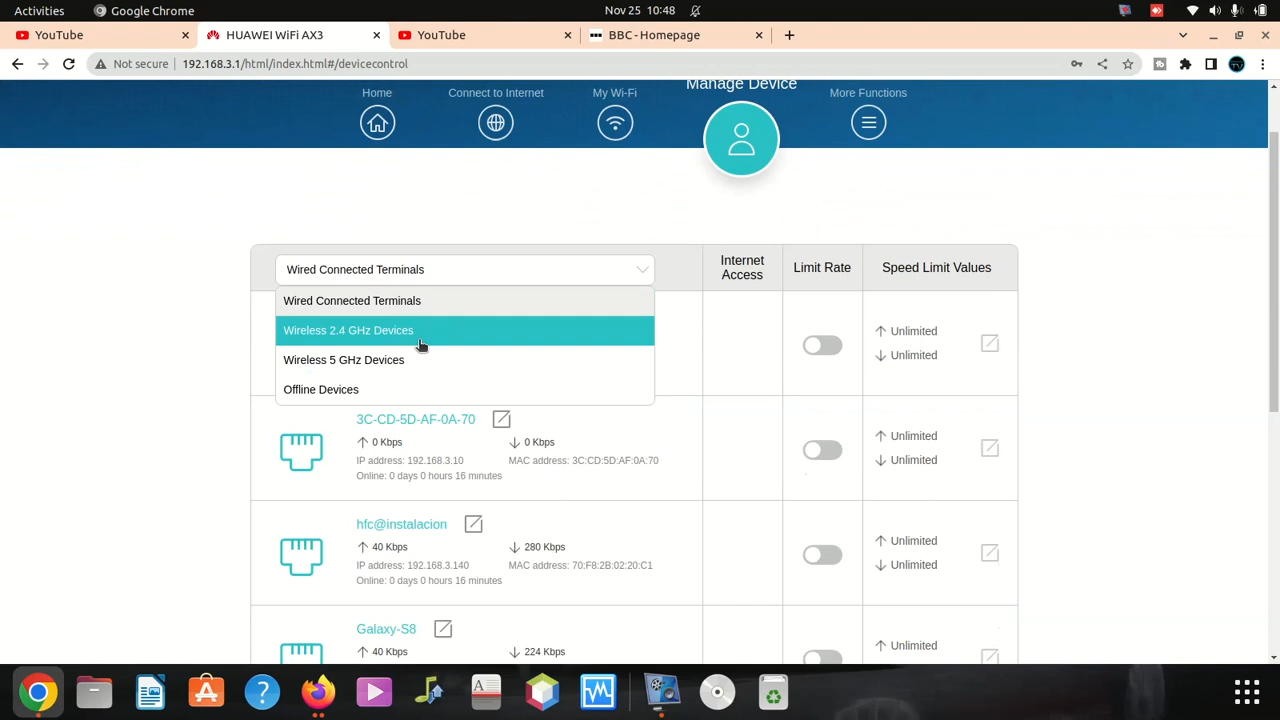 Activities
Google Chrome
Nov 25 10:48
YouTube
HUAWEI WiFi AX3
YouTube
BBC - Homepage
Not secure
192.168.3.1/html/index.html#/devicecontrol
Home
Connect to Internet
My Wi-Fi
Manage Device
More Functions
Wired Connected Terminals
Internet
Access
Limit Rate
Speed Limit Values
Wired Connected Terminals
Wireless 2.4 GHz Devices
Wireless 5 GHz Devices
Offline Devices
Unlimited
Unlimited
3C-CD-5D-AF-0A-70
0 Kbps
0 Kbps
IP address: 192.168.3.10
MAC address: 3C:CD:5D:AF:0A:70
Online: 0 days 0 hours 16 minutes
Unlimited
Unlimited
hfc@instalacion
40 Kbps
280 Kbps
IP address: 192.168.3.140
MAC address: 70:F8:2B:02:20:C1
Online: 0 days 0 hours 16 minutes
Unlimited
Unlimited
Galaxy-S8
40 Kbps
224 Kbps
Unlimited